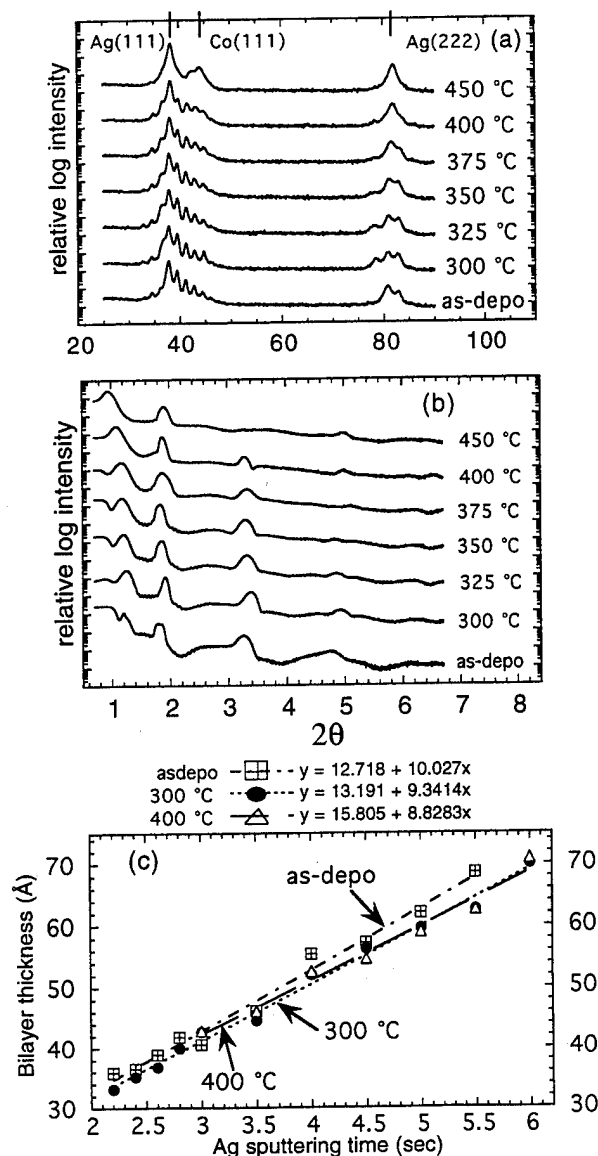 Ag(111) Co(111) Ag(222) (a)
450 °C
400 °C
375 °C
350 °C
325 °C
300 °C
as-depo
relative log intensity
20 40 60 80 100
(b)
450 °C
400 °C
375 °C
350 °C
325 °C
300 °C
as-depo
relative log intensity
1 2 3 4 5 6 7 8
2θ
asdepo y = 12.718 + 10.027x
300 °C y = 13.191 + 9.3414x
400 °C y = 15.805 + 8.8283x
(c)
as-depo
300 °C
400 °C
Bilayer thickness (Å)
70 70
60 60
50 50
40 40
30 30
2 2.5 3 3.5 4 4.5 5 5.5 6
Ag sputtering time (sec)